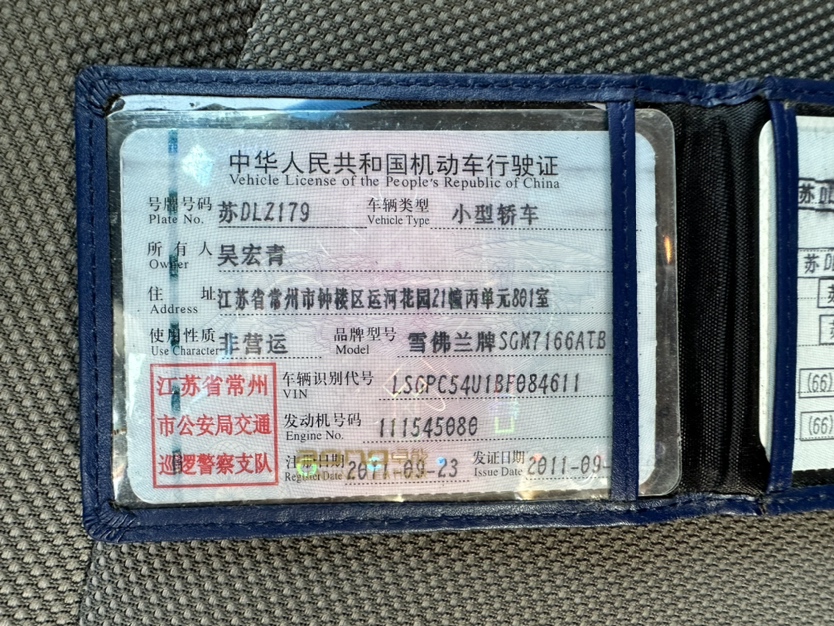 中华人民共和国机动车行驶证
Vehicle License of the People's Republic of China
号牌号码 苏DLZ179 车辆类型 小型轿车
Plate No. Vehicle Type
所有人 吴宏青
Owner
住址 江苏省常州市钟楼区运河花园21幢丙单元801室
Address
使用性质 非营运 品牌型号 雪佛兰牌SGM7166ATB
Use Character Model
江苏省常州
市公安局交通
巡逻警察支队
车辆识别代号 LSGPC54U1BF084611
VIN
发动机号码 111545080
Engine No.
注册日期 2011-09-23 发证日期 2011-09-
Register Date Issue Date
苏DL
苏D
(66)
(66)